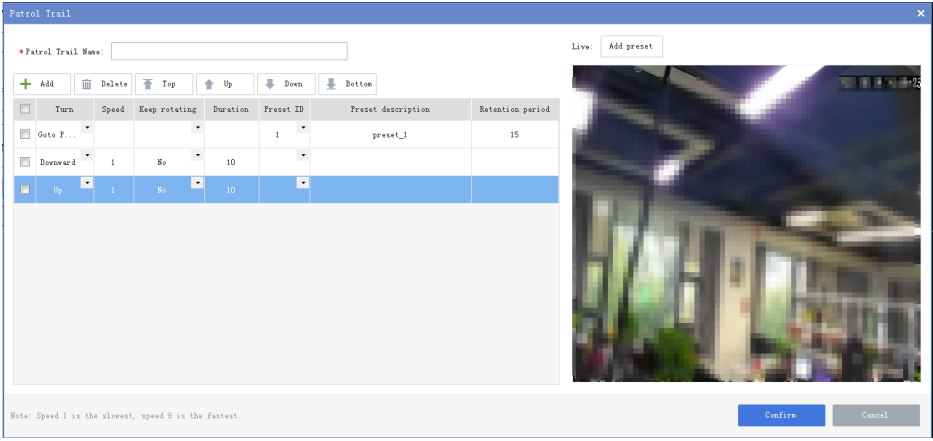 Patrol Trail
* Patrol Trail Name:
Live: Add preset
Add Delete Top Up Down Bottom
Turn Speed Keep rotating Duration Preset ID Preset description Retention period
Goto P... 1 preset_1 15
Downward 1 No 10
Up 1 No 10
Note: Speed 1 is the slowest, speed 9 is the fastest
Confirm Cancel